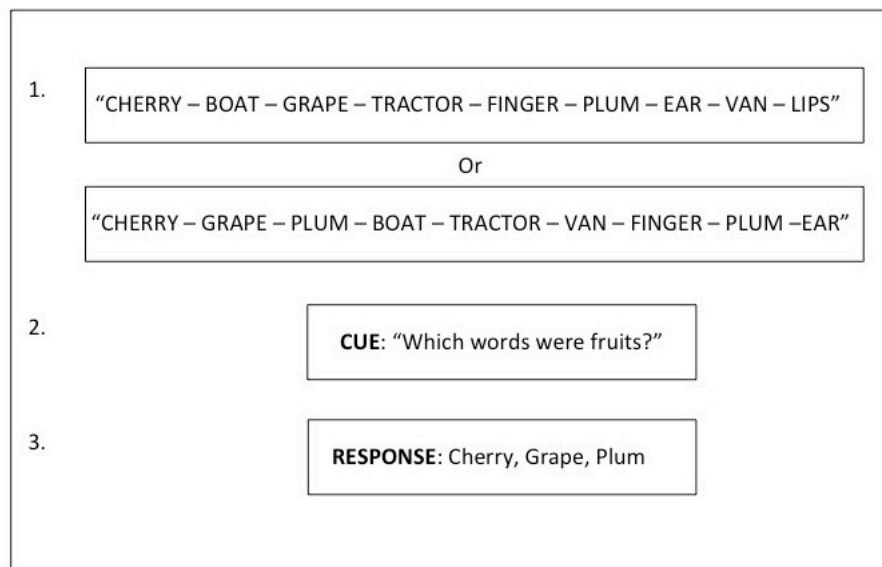 1.
“CHERRY – BOAT – GRAPE – TRACTOR – FINGER – PLUM – EAR – VAN – LIPS”
Or
“CHERRY – GRAPE – PLUM – BOAT – TRACTOR – VAN – FINGER – PLUM –EAR”
2.
CUE: “Which words were fruits?”
3.
RESPONSE: Cherry, Grape, Plum